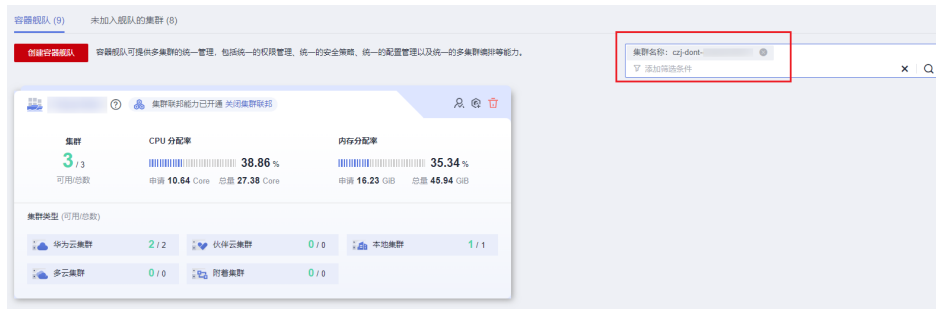 容器舰队 (9) 未加入舰队的集群 (8)
创建容器舰队 容器舰队可提供多集群的统一管理，包括统一的权限管理、统一的安全策略、统一的配置管理以及统一的多集群编排等能力。
集群名称: czj-dont-
添加筛选条件
集群联邦能力已开通 关闭集群联邦
集群 CPU 分配率 内存分配率
3 / 3 38.86 % 35.34 %
可用/总数 申请 10.64 Core 总量 27.38 Core 申请 16.23 GiB 总量 45.94 GiB
集群类型 (可用/总数)
华为云集群 2 / 2 伙伴云集群 0 / 0 本地集群 1 / 1
多云集群 0 / 0 附着集群 0 / 0